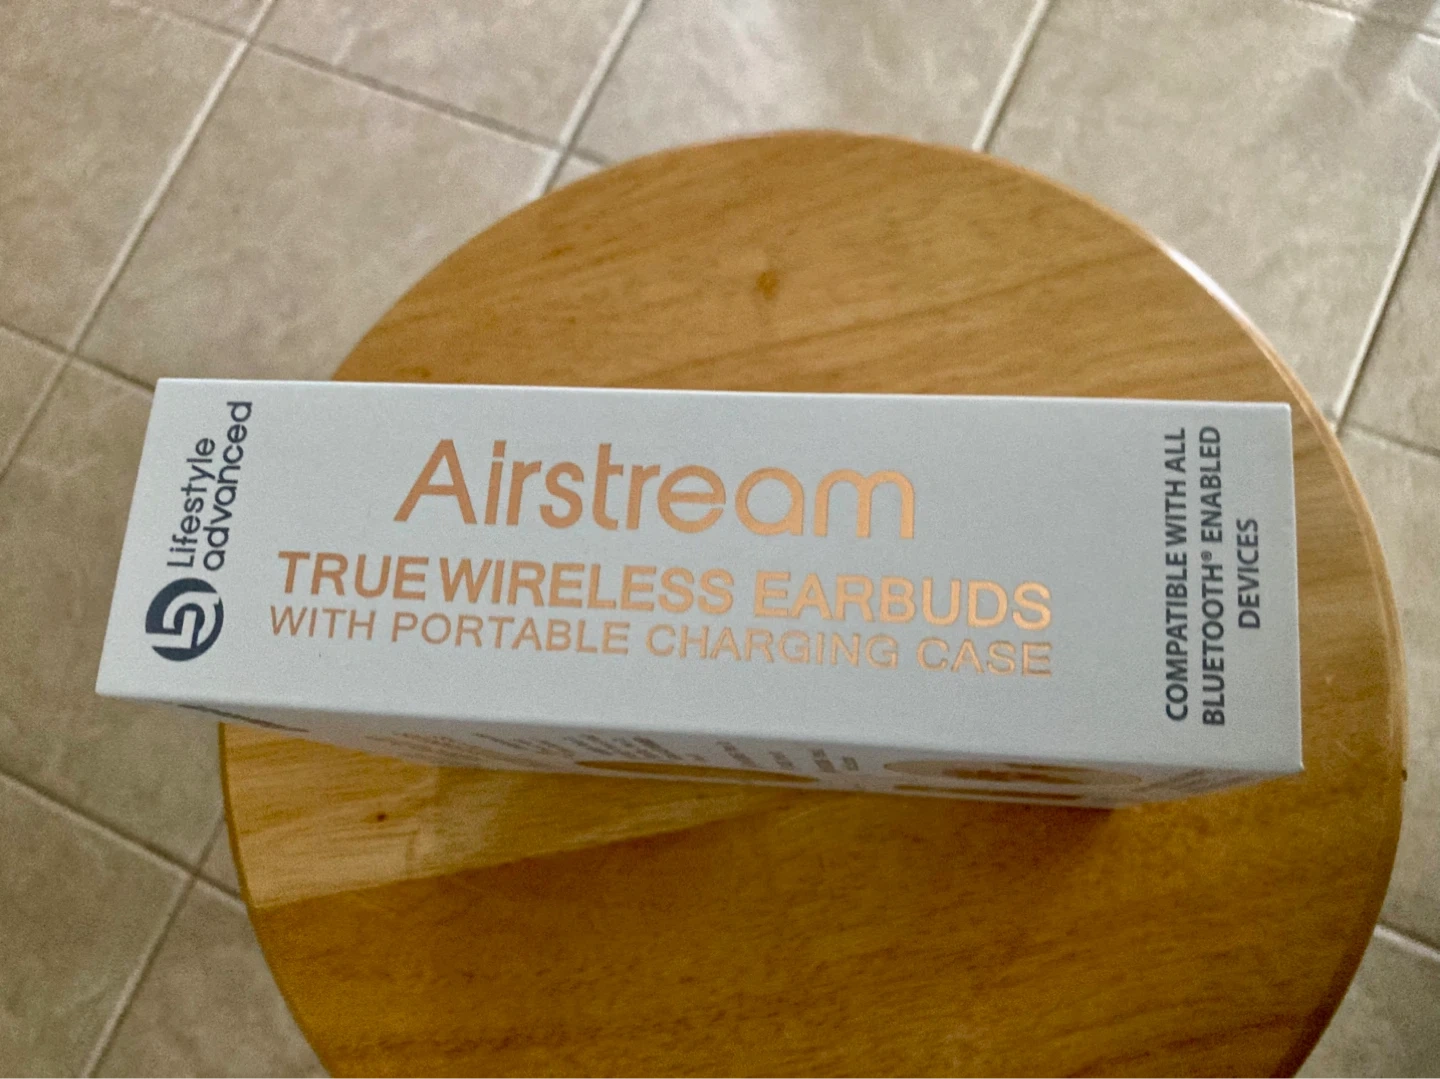 Lifestyle
advanced
Airstream
TRUE WIRELESS EARBUDS
WITH PORTABLE CHARGING CASE
COMPATIBLE WITH ALL
BLUETOOTH® ENABLED
DEVICES